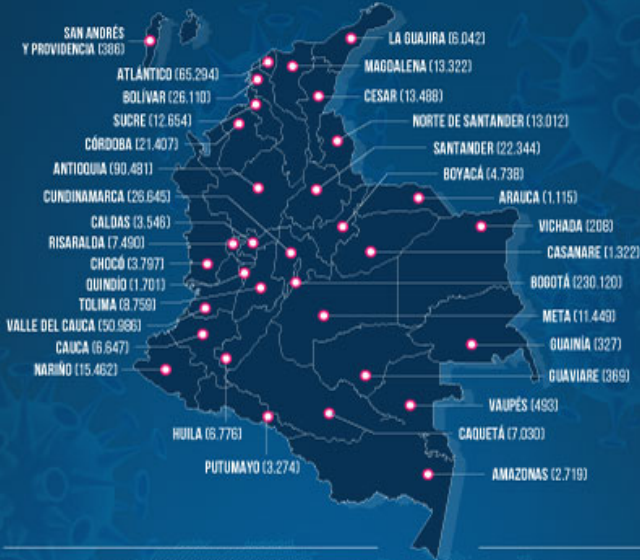 SAN ANDRÉS
Y PROVIDENCIA (386)
ATLÁNTICO (65.294)
BOLÍVAR (26.110)
SUCRE (12.654)
CÓRDOBA (21.407)
ANTIOQUIA (90,481)
CUNDINAMARCA (26.645)
CALDAS (3.546)
RISARALDA (7.490)
CHOCÓ (3.797)
QUINDÍO (1.701)
TOLIMA (8.759)
VALLE DEL CAUCA (50.986)
CAUCA (6.647)
NARIÑO (15.462)
HUILA (6.776)
PUTUMAYO (3.274)
LA GUAJIRA (6.042)
MAGDALENA (13.322)
CESAR (13.488)
NORTE DE SANTANDER (13.012)
SANTANDER (22.344)
BOYACÁ (4.738)
ARAUCA (1.115)
VICHADA (208)
CASANARE (1.322)
BOGOTÁ (230.120)
META (11.449)
GUAINÍA (327)
GUAVIARE (369)
VAUPÉS (493)
CAQUETÁ (7,030)
AMAZONAS (2.719)